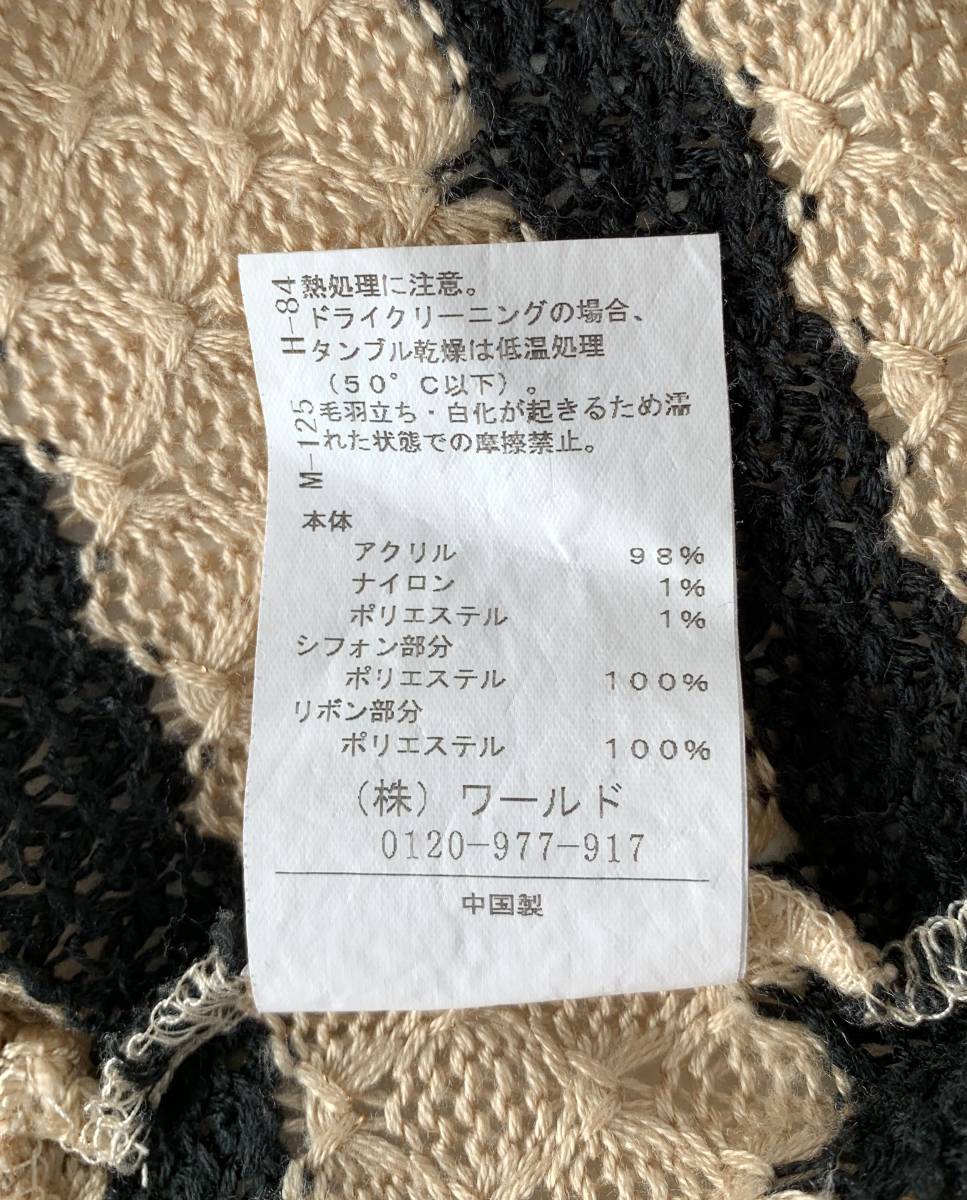 H-84
熱処理に注意。
ドライクリーニングの場合、
タンブル乾燥は低温処理
（50°C以下）。
M-125
毛羽立ち・白化が起きるため濡
れた状態での摩擦禁止。
本体
アクリル 98%
ナイロン 1%
ポリエステル 1%
シフォン部分
ポリエステル 100%
リボン部分
ポリエステル 100%
（株）ワールド
0120-977-917
中国製